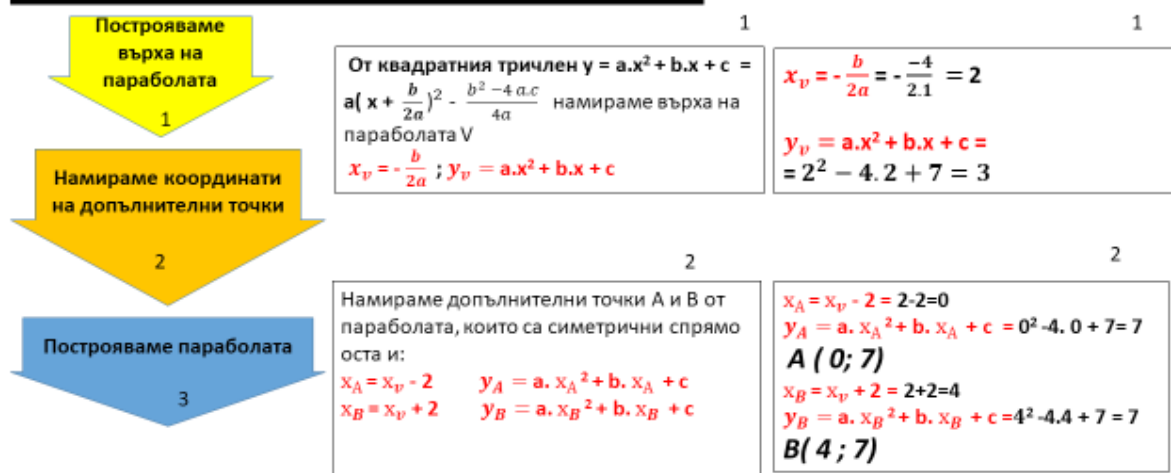 Построяваме
върха на
параболата
1
Намираме координати
на допълнителни точки
2
Построяваме параболата
3
1
От квадратния тричлен y = a.x² + b.x + c =
a( x + b/2a)² - b² −4 a.c/4a намираме върха на
параболата V
x_v = - b/2a ; y_v = a.x² + b.x + c
1
x_v = - b/2a = - −4/2.1 = 2
y_v = a.x² + b.x + c =
= 2² − 4. 2 + 7 = 3
2
Намираме допълнителни точки А и В от
параболата, които са симетрични спрямо
оста и:
x_A = x_v - 2 y_A = a. x_A² + b. x_A + c
x_B = x_v + 2 y_B = a. x_B² + b. x_B + c
2
x_A = x_v - 2 = 2-2=0
y_A = a. x_A² + b. x_A + c = 0² -4. 0 + 7= 7
A ( 0; 7)
x_B = x_v + 2 = 2+2=4
y_B = a. x_B² + b. x_B + c =4² -4.4 + 7 = 7
B( 4 ; 7)